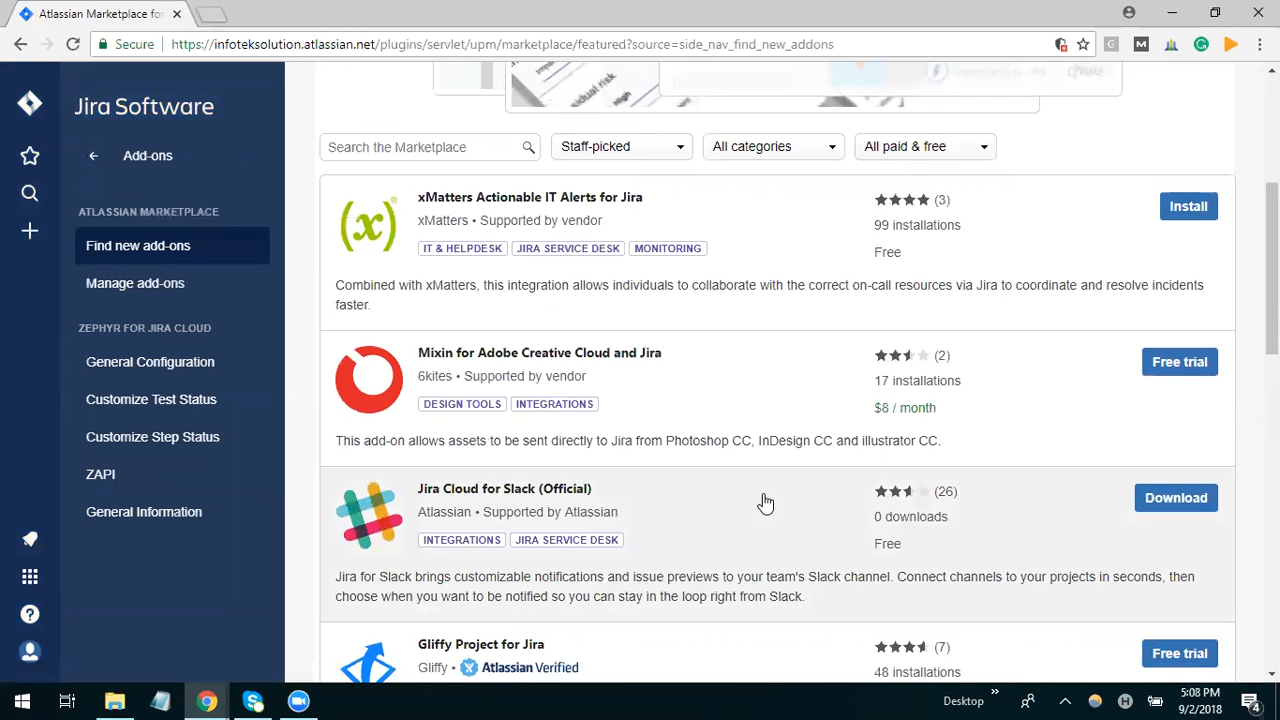 Atlassian Marketplace for
Secure
https://infoteksolution.atlassian.net/plugins/servlet/upm/marketplace/featured?source=side_nav_find_new_addons
Jira Software
Add-ons
ATLASSIAN MARKETPLACE
Find new add-ons
Manage add-ons
ZEPHYR FOR JIRA CLOUD
General Configuration
Customize Test Status
Customize Step Status
ZAPI
General Information
Search the Marketplace
Staff-picked
All categories
All paid & free
xMatters Actionable IT Alerts for Jira
xMatters • Supported by vendor
IT & HELPDESK JIRA SERVICE DESK MONITORING
(3)
99 installations
Free
Install
Combined with xMatters, this integration allows individuals to collaborate with the correct on-call resources via Jira to coordinate and resolve incidents
faster.
Mixin for Adobe Creative Cloud and Jira
6kites • Supported by vendor
DESIGN TOOLS INTEGRATIONS
(2)
17 installations
$8 / month
Free trial
This add-on allows assets to be sent directly to Jira from Photoshop CC, InDesign CC and illustrator CC.
Jira Cloud for Slack (Official)
Atlassian • Supported by Atlassian
INTEGRATIONS JIRA SERVICE DESK
(26)
0 downloads
Free
Download
Jira for Slack brings customizable notifications and issue previews to your team's Slack channel. Connect channels to your projects in seconds, then
choose when you want to be notified so you can stay in the loop right from Slack.
Gliffy Project for Jira
Gliffy • Atlassian Verified
(7)
48 installations
Free trial
Desktop
5:08 PM
9/2/2018
4